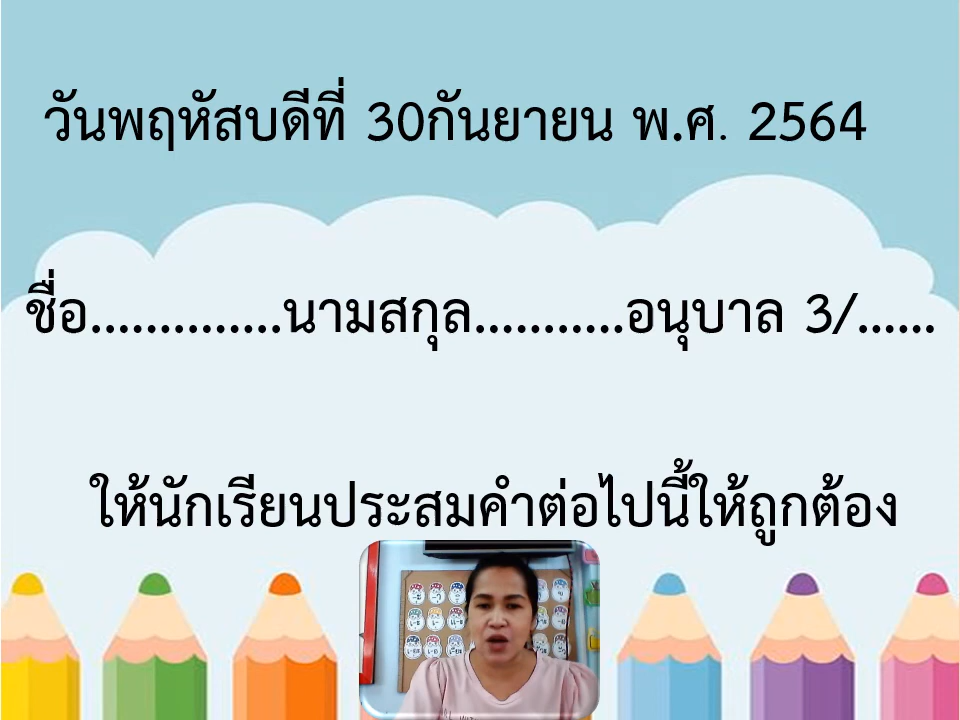 วันพฤหัสบดีที่ 30กันยายน พ.ศ. 2564
ชื่อ..............นามสกุล...........อนุบาล 3/......
ให้นักเรียนประสมคำต่อไปนี้ให้ถูกต้อง